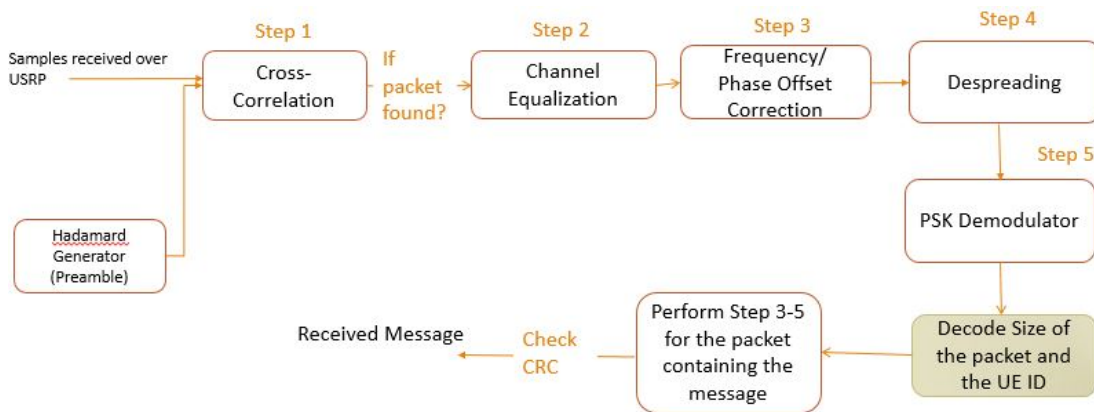 Step 1
Step 2
Step 3
Step 4
Samples received over
USRP
Cross-
Correlation
If
packet
found?
Channel
Equalization
Frequency/
Phase Offset
Correction
Despreading
Step 5
PSK Demodulator
Hadamard
Generator
(Preamble)
Decode Size of
the packet and
the UE ID
Perform Step 3-5
for the packet
containing the
message
Check
CRC
Received Message